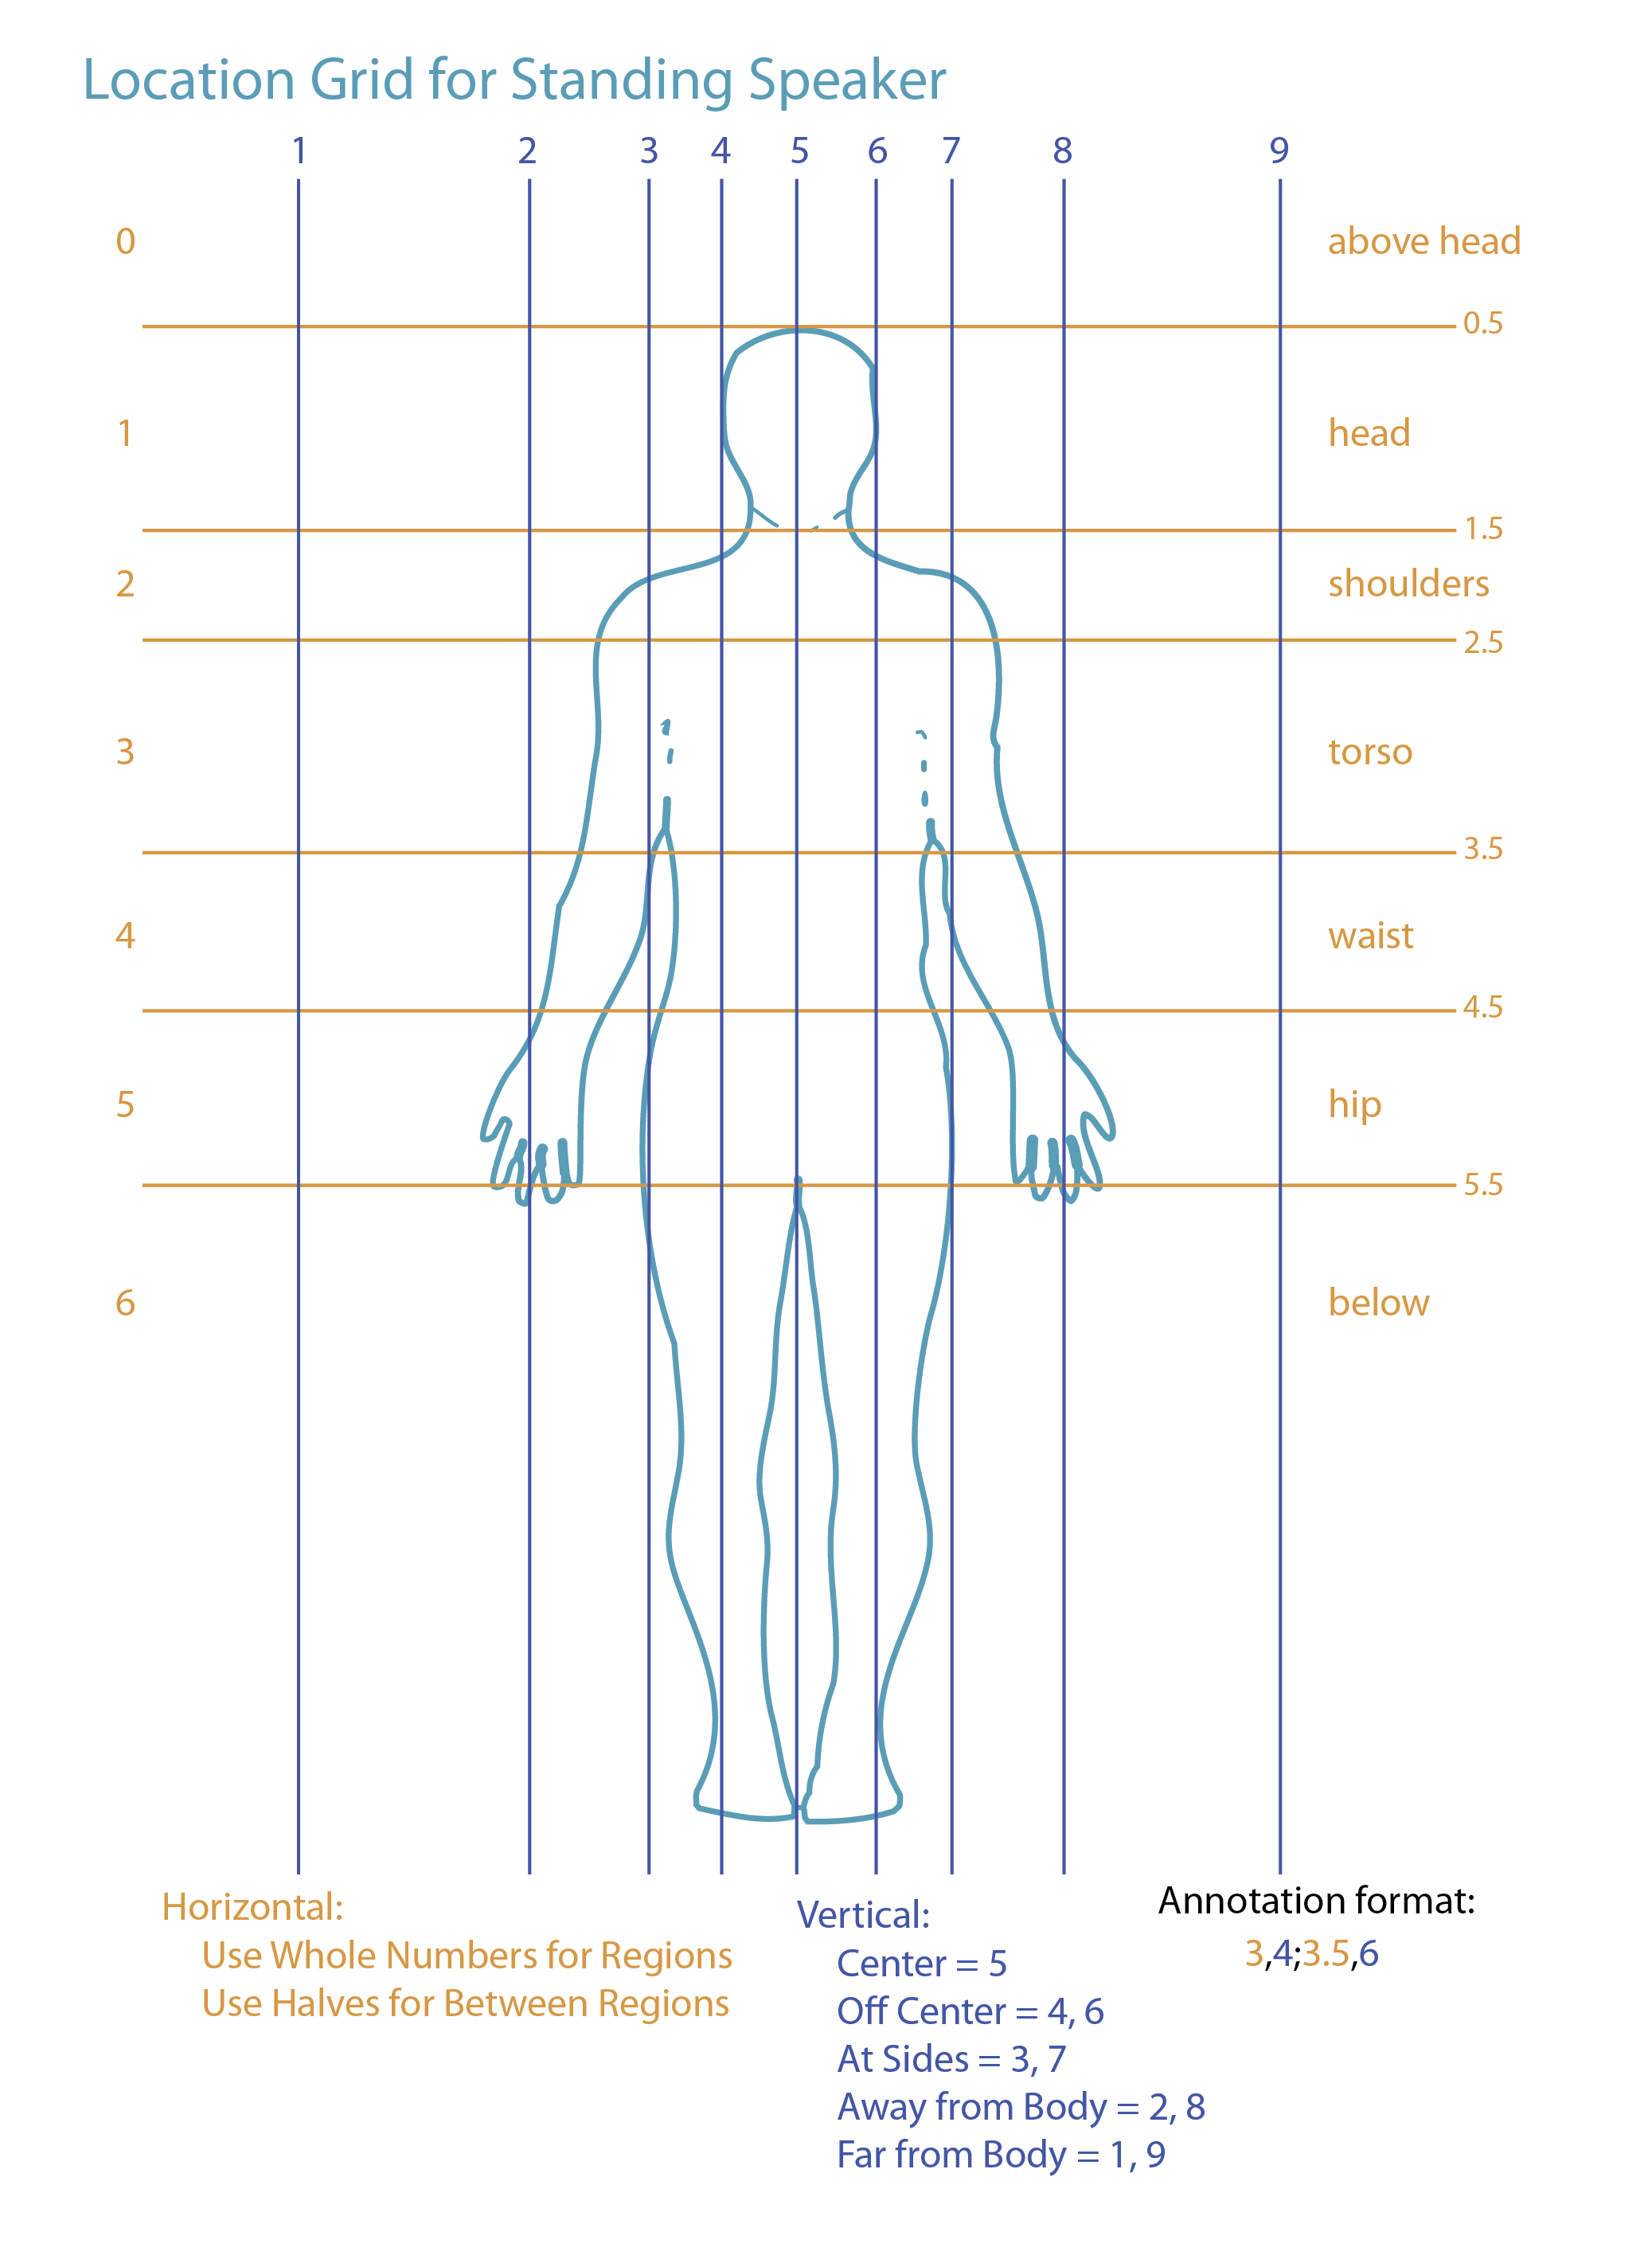 Location Grid for Standing Speaker
1 2 3 4 5 6 7 8 9
0 above head
0.5
1 head
1.5
2 shoulders
2.5
3 torso
3.5
4 waist
4.5
5 hip
5.5
6 below
Horizontal:
Use Whole Numbers for Regions
Use Halves for Between Regions
Vertical:
Center = 5
Off Center = 4, 6
At Sides = 3, 7
Away from Body = 2, 8
Far from Body = 1, 9
Annotation format:
3,4;3.5,6